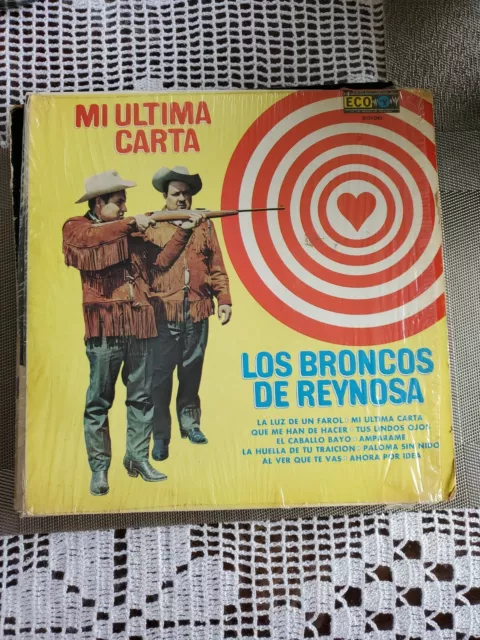 MI ULTIMA
CARTA
ECO
LOS BRONCOS
DE REYNOSA
LA LUZ DE UN FAROL : MI ULTIMA CARTA
QUE ME HAN DE HACER : TUS LINDOS OJOS
EL CABALLO BAYO : AMPARAME
LA HUELLA DE TU TRAICION : PALOMA SIN NIDO
AL VER QUE TE VAS : AHORA POR IDEA